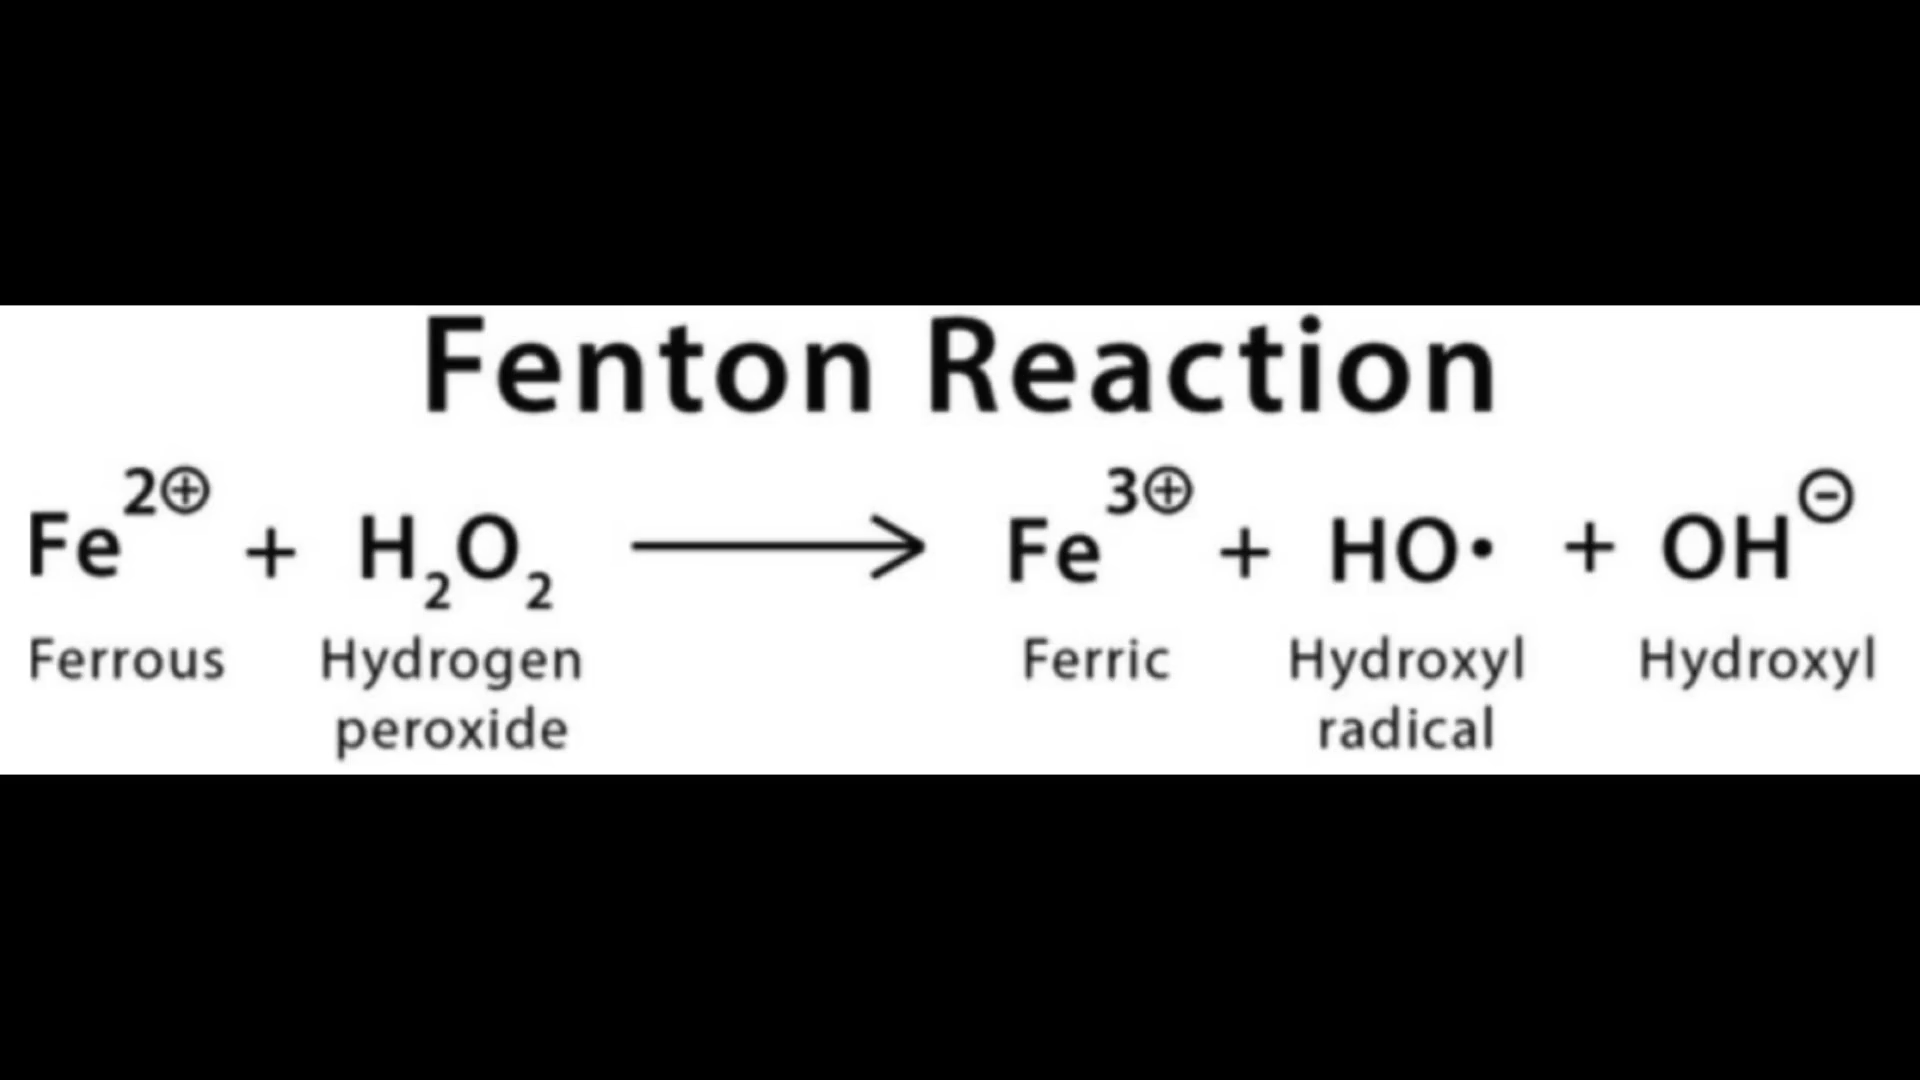 Fenton Reaction
Fe²⊕ + H₂O₂ ⟶ Fe³⊕ + HO• + OH⊖
Ferrous Hydrogen peroxide Ferric Hydroxyl radical Hydroxyl